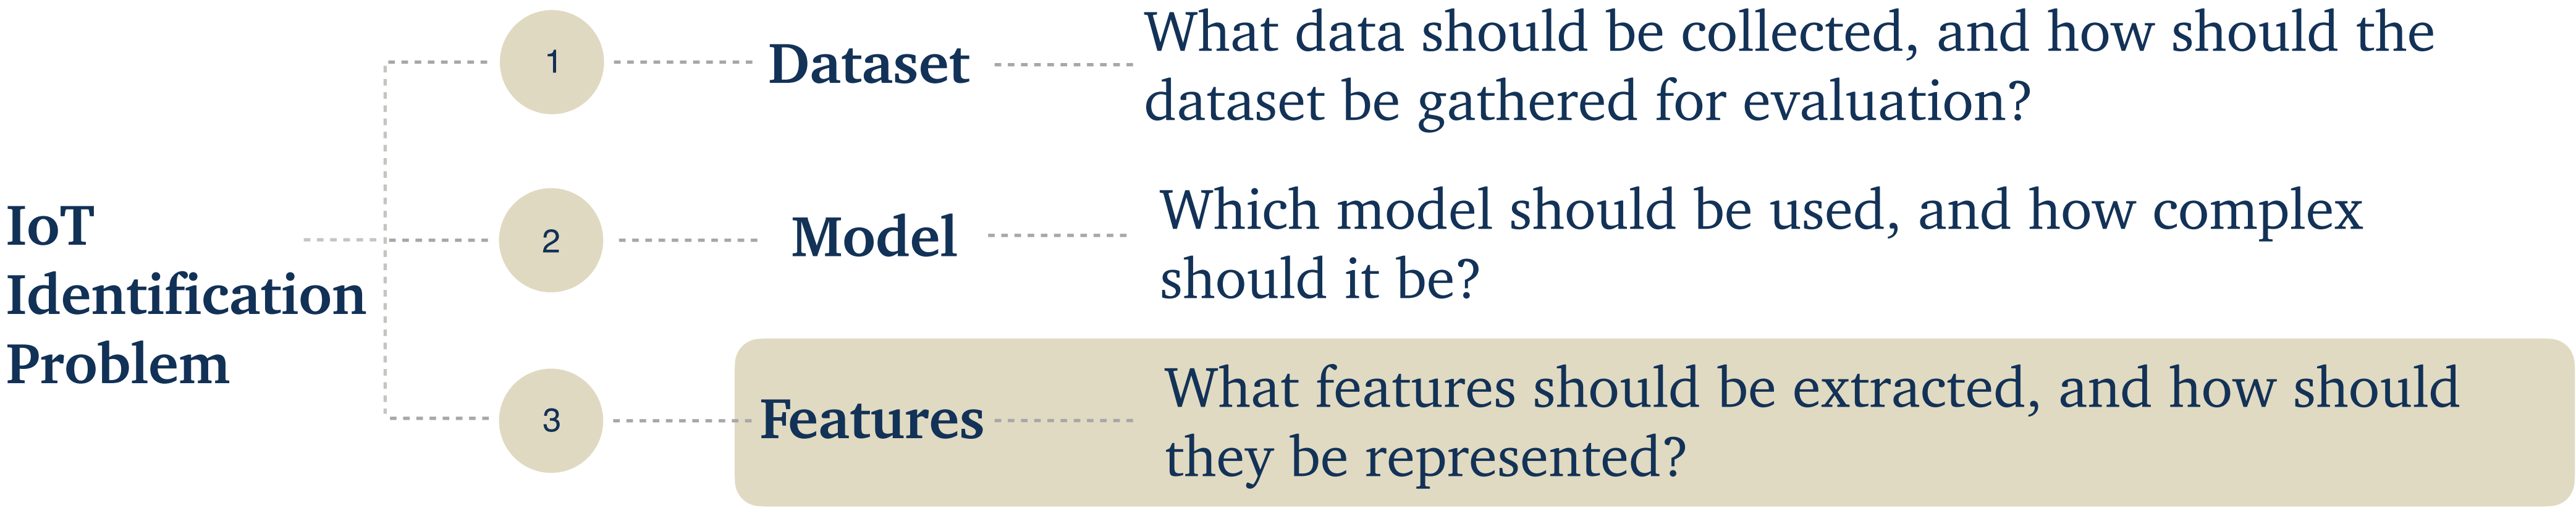 IoT
Identification
Problem
1
Dataset
What data should be collected, and how should the
dataset be gathered for evaluation?
2
Model
Which model should be used, and how complex
should it be?
3
Features
What features should be extracted, and how should
they be represented?